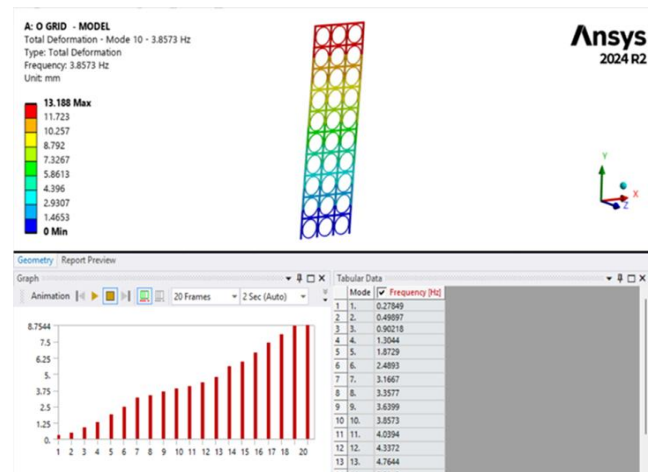 A: O GRID - MODEL
Total Deformation - Mode 10 - 3.8573 Hz
Type: Total Deformation
Frequency: 3.8573 Hz
Unit: mm
13.188 Max
11.723
10.257
8.792
7.3267
5.8613
4.396
2.9307
1.4653
0 Min
Ansys
2024 R2
Y
X
Z
Geometry Report Preview
Graph
Animation 20 Frames 2 Sec (Auto)
8.7544
7.5
6.25
5.
3.75
2.5
1.25
0.
1 2 3 4 5 6 7 8 9 10 11 12 13 14 15 16 17 18 20
Tabular Data
Mode Frequency [Hz]
1 1. 0.27849
2 2. 0.49897
3 3. 0.90218
4 4. 1.3044
5 5. 1.8729
6 6. 2.4893
7 7. 3.1667
8 8. 3.3577
9 9. 3.6399
10 10. 3.8573
11 11. 4.0394
12 12. 4.3372
13 13. 4.7644